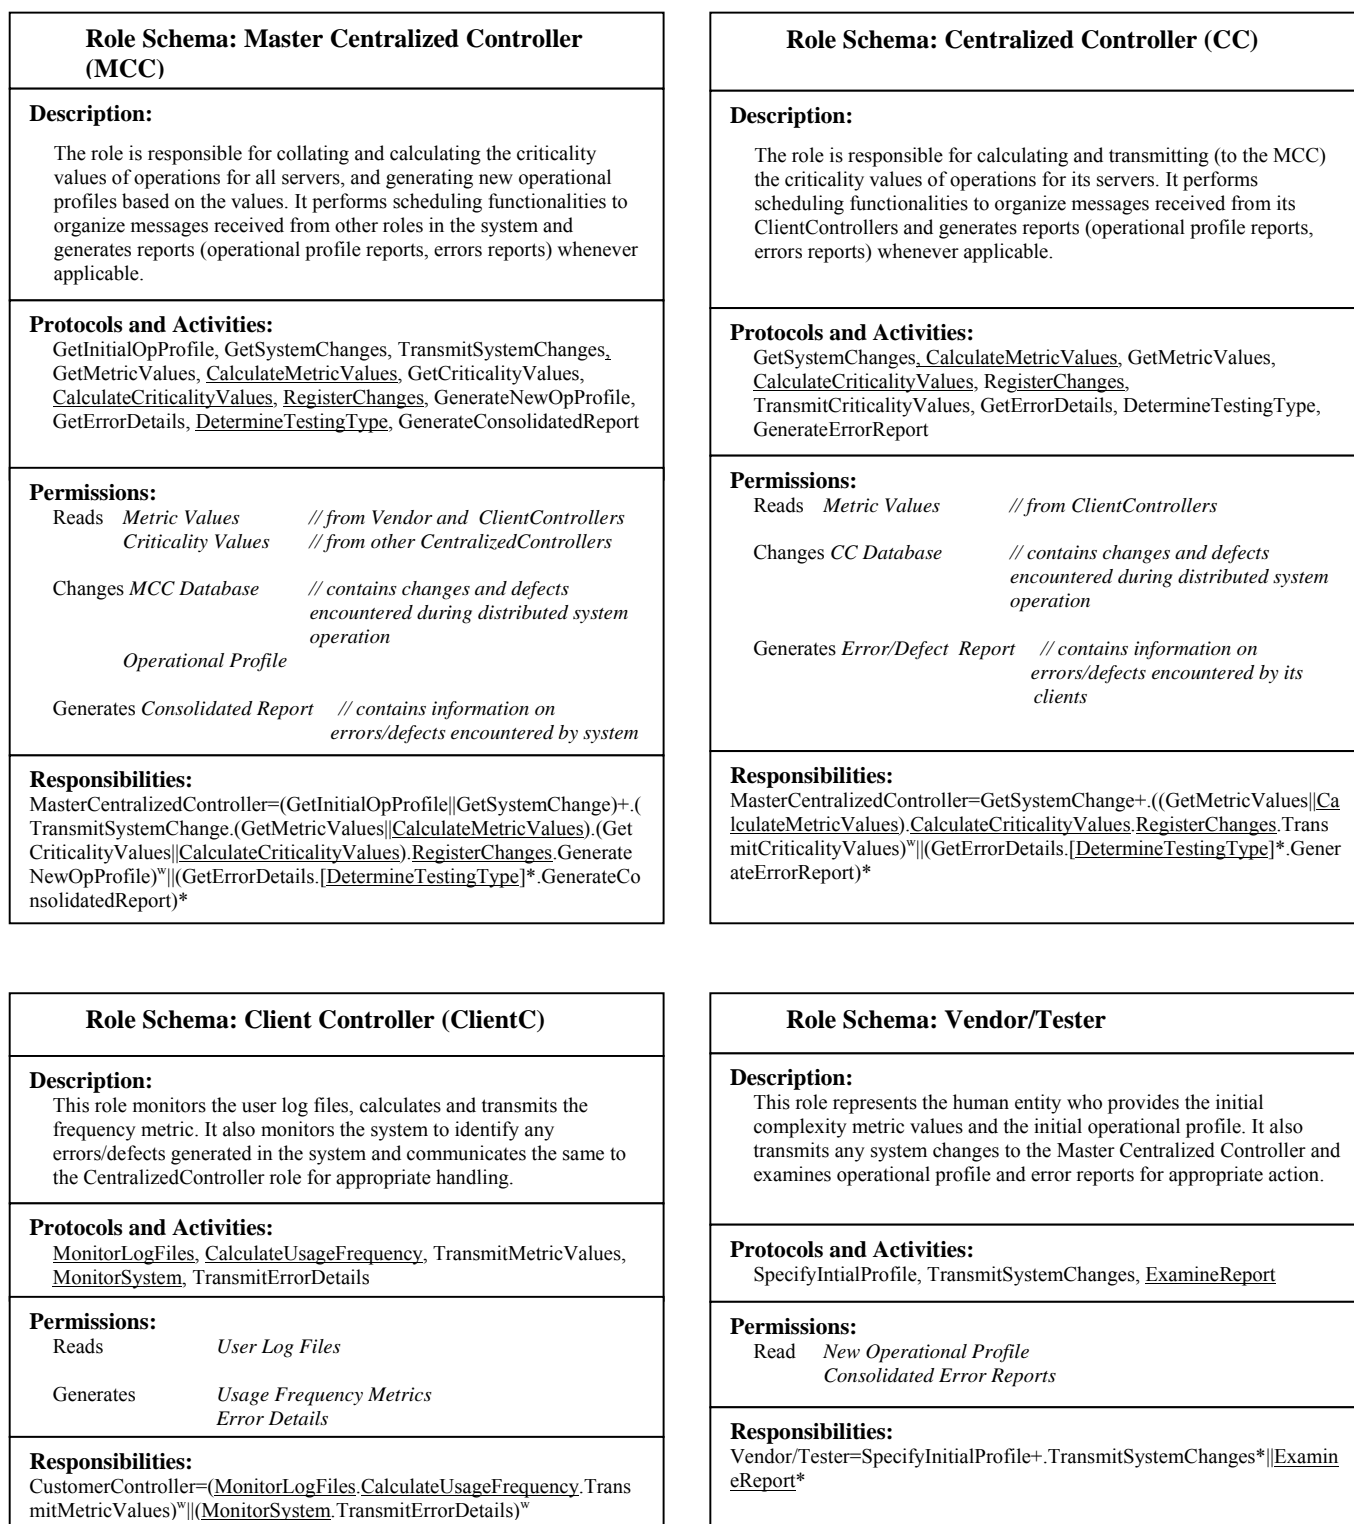 Role Schema: Master Centralized Controller
(MCC)
Description:
The role is responsible for collating and calculating the criticality
values of operations for all servers, and generating new operational
profiles based on the values. It performs scheduling functionalities to
organize messages received from other roles in the system and
generates reports (operational profile reports, errors reports) whenever
applicable.
Protocols and Activities:
GetInitialOpProfile, GetSystemChanges, TransmitSystemChanges,
GetMetricValues, CalculateMetricValues, GetCriticalityValues,
CalculateCriticalityValues, RegisterChanges, GenerateNewOpProfile,
GetErrorDetails, DetermineTestingType, GenerateConsolidatedReport
Permissions:
Reads Metric Values // from Vendor and ClientControllers
Criticality Values // from other CentralizedControllers
Changes MCC Database // contains changes and defects
encountered during distributed system
operation
Operational Profile
Generates Consolidated Report // contains information on
errors/defects encountered by system
Responsibilities:
MasterCentralizedController=(GetInitialOpProfile||GetSystemChange)+.(
TransmitSystemChange.(GetMetricValues||CalculateMetricValues).(Get
CriticalityValues||CalculateCriticalityValues).RegisterChanges.Generate
NewOpProfile)w||(GetErrorDetails.[DetermineTestingType]*.GenerateCo
nsolidatedReport)*
Role Schema: Centralized Controller (CC)
Description:
The role is responsible for calculating and transmitting (to the MCC)
the criticality values of operations for its servers. It performs
scheduling functionalities to organize messages received from its
ClientControllers and generates reports (operational profile reports,
errors reports) whenever applicable.
Protocols and Activities:
GetSystemChanges, CalculateMetricValues, GetMetricValues,
CalculateCriticalityValues, RegisterChanges,
TransmitCriticalityValues, GetErrorDetails, DetermineTestingType,
GenerateErrorReport
Permissions:
Reads Metric Values // from ClientControllers
Changes CC Database // contains changes and defects
encountered during distributed system
operation
Generates Error/Defect Report // contains information on
errors/defects encountered by its
clients
Responsibilities:
MasterCentralizedController=GetSystemChange+.((GetMetricValues||Ca
lculateMetricValues).CalculateCriticalityValues.RegisterChanges.Trans
mitCriticalityValues)w||(GetErrorDetails.[DetermineTestingType]*.Gener
ateErrorReport)*
Role Schema: Client Controller (ClientC)
Description:
This role monitors the user log files, calculates and transmits the
frequency metric. It also monitors the system to identify any
errors/defects generated in the system and communicates the same to
the CentralizedController role for appropriate handling.
Protocols and Activities:
MonitorLogFiles, CalculateUsageFrequency, TransmitMetricValues,
MonitorSystem, TransmitErrorDetails
Permissions:
Reads User Log Files
Generates Usage Frequency Metrics
Error Details
Responsibilities:
CustomerController=(MonitorLogFiles.CalculateUsageFrequency.Trans
mitMetricValues)w||(MonitorSystem.TransmitErrorDetails)w
Role Schema: Vendor/Tester
Description:
This role represents the human entity who provides the initial
complexity metric values and the initial operational profile. It also
transmits any system changes to the Master Centralized Controller and
examines operational profile and error reports for appropriate action.
Protocols and Activities:
SpecifyIntialProfile, TransmitSystemChanges, ExamineReport
Permissions:
Read New Operational Profile
Consolidated Error Reports
Responsibilities:
Vendor/Tester=SpecifyInitialProfile+.TransmitSystemChanges*||Examin
eReport*